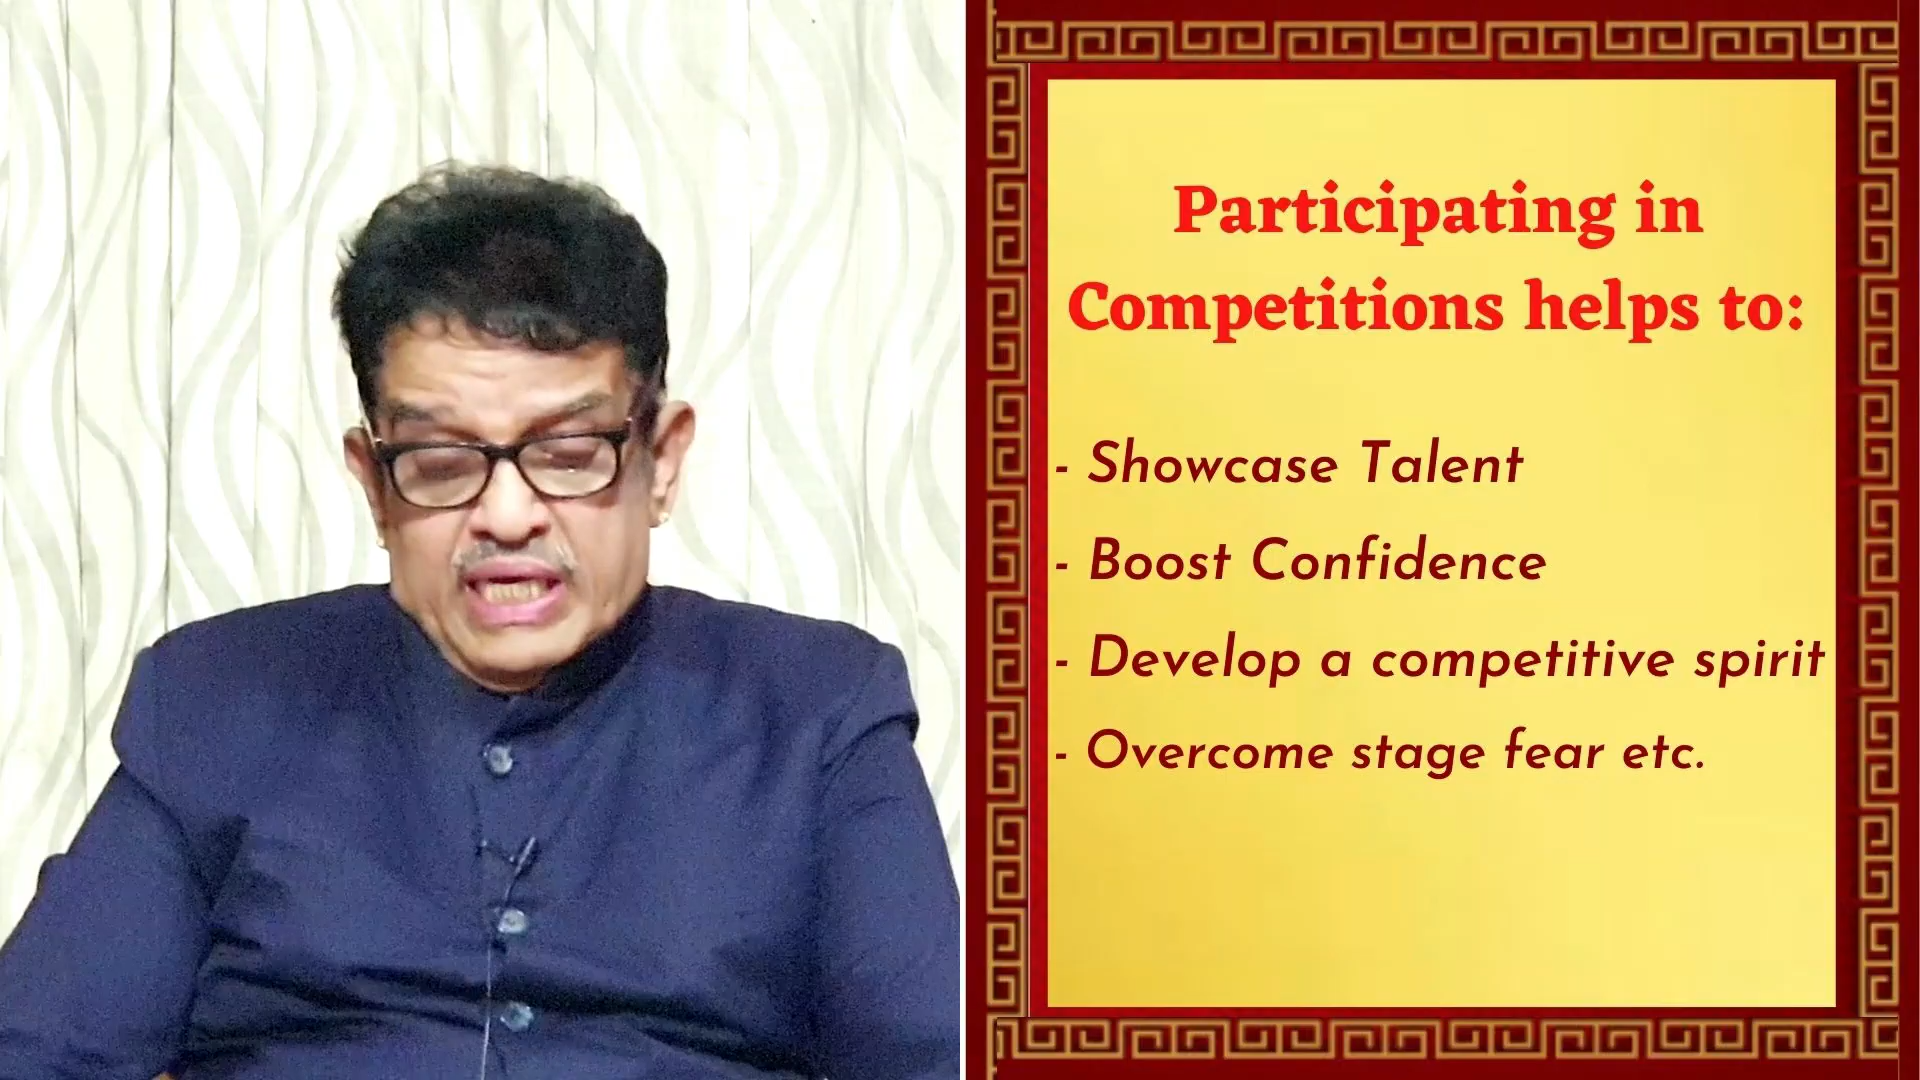 Participating in
Competitions helps to:
- Showcase Talent
- Boost Confidence
- Develop a competitive spirit
- Overcome stage fear etc.